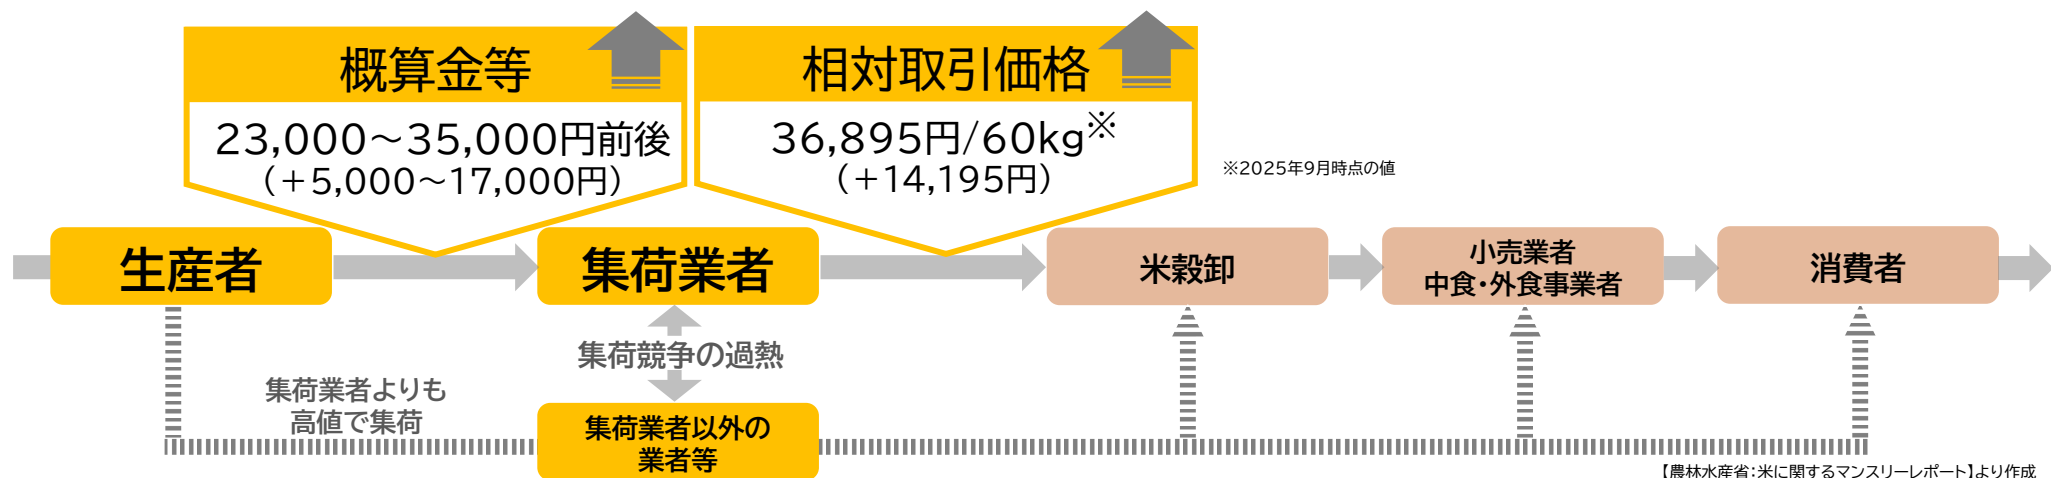 概算金等
23,000～35,000円前後
（＋5,000～17,000円）
相対取引価格
36,895円/60kg※
（＋14,195円）
※2025年9月時点の値
生産者
集荷業者
米穀卸
小売業者
中食・外食事業者
消費者
集荷競争の過熱
集荷業者よりも
高値で集荷
集荷業者以外の
業者等
【農林水産省：米に関するマンスリーレポート】より作成